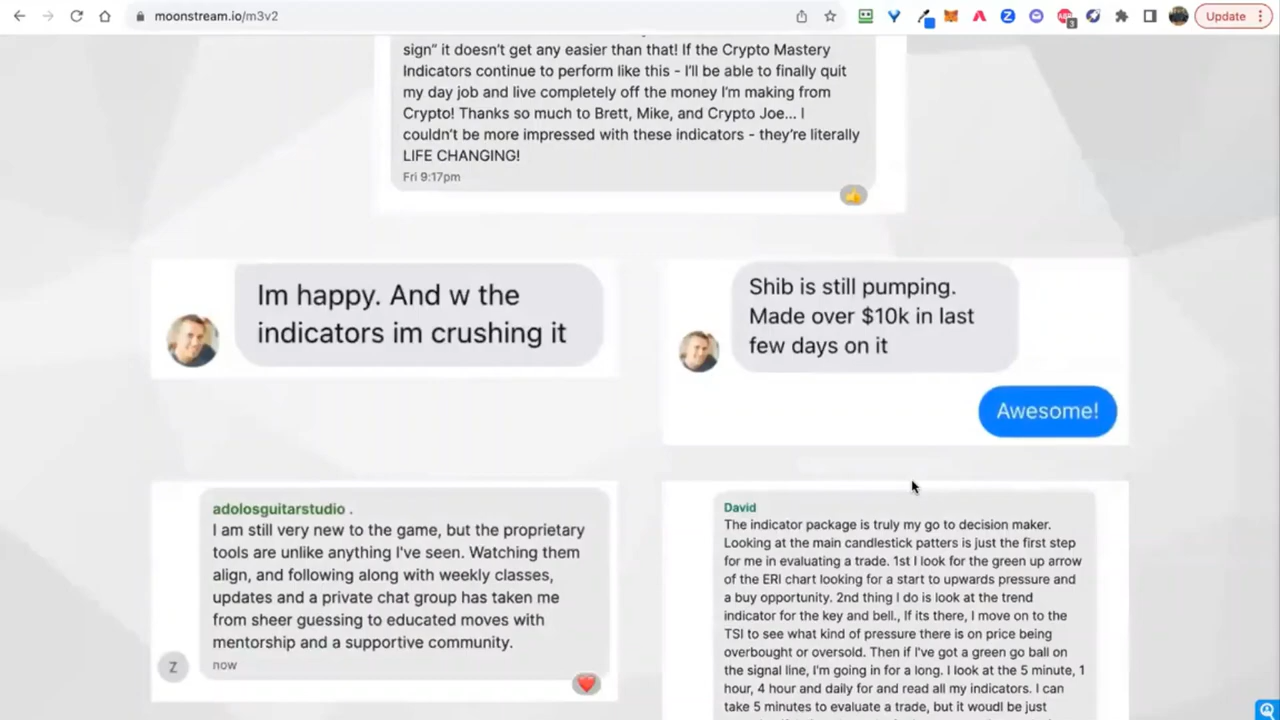 moonstream.io/m3v2
Update
3
sign" it doesn't get any easier than that! If the Crypto Mastery
Indicators continue to perform like this - I'll be able to finally quit
my day job and live completely off the money I'm making from
Crypto! Thanks so much to Brett, Mike, and Crypto Joe... I
couldn't be more impressed with these indicators - they're literally
LIFE CHANGING!
Fri 9:17pm
Im happy. And w the
indicators im crushing it
Shib is still pumping.
Made over $10k in last
few days on it
Awesome!
adolosguitarstudio .
I am still very new to the game, but the proprietary
tools are unlike anything I've seen. Watching them
align, and following along with weekly classes,
updates and a private chat group has taken me
from sheer guessing to educated moves with
mentorship and a supportive community.
now
Z
David
The indicator package is truly my go to decision maker.
Looking at the main candlestick patters is just the first step
for me in evaluating a trade. 1st I look for the green up arrow
of the ERI chart looking for a start to upwards pressure and
a buy opportunity. 2nd thing I do is look at the trend
indicator for the key and bell., If its there, I move on to the
TSI to see what kind of pressure there is on price being
overbought or oversold. Then if I've got a green go ball on
the signal line, I'm going in for a long. I look at the 5 minute, 1
hour, 4 hour and daily for and read all my indicators. I can
take 5 minutes to evaluate a trade, but it woudl be just